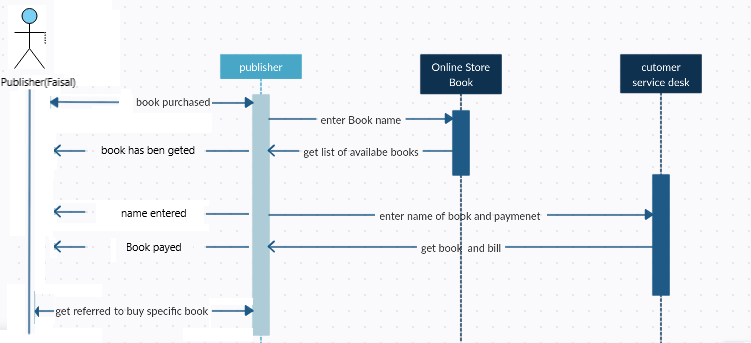 Publisher(Faisal)
publisher
Online Store
Book
cutomer
service desk
book purchased
enter Book name
book has ben geted
get list of availabe books
name entered
enter name of book and paymenet
Book payed
get book and bill
get referred to buy specific book